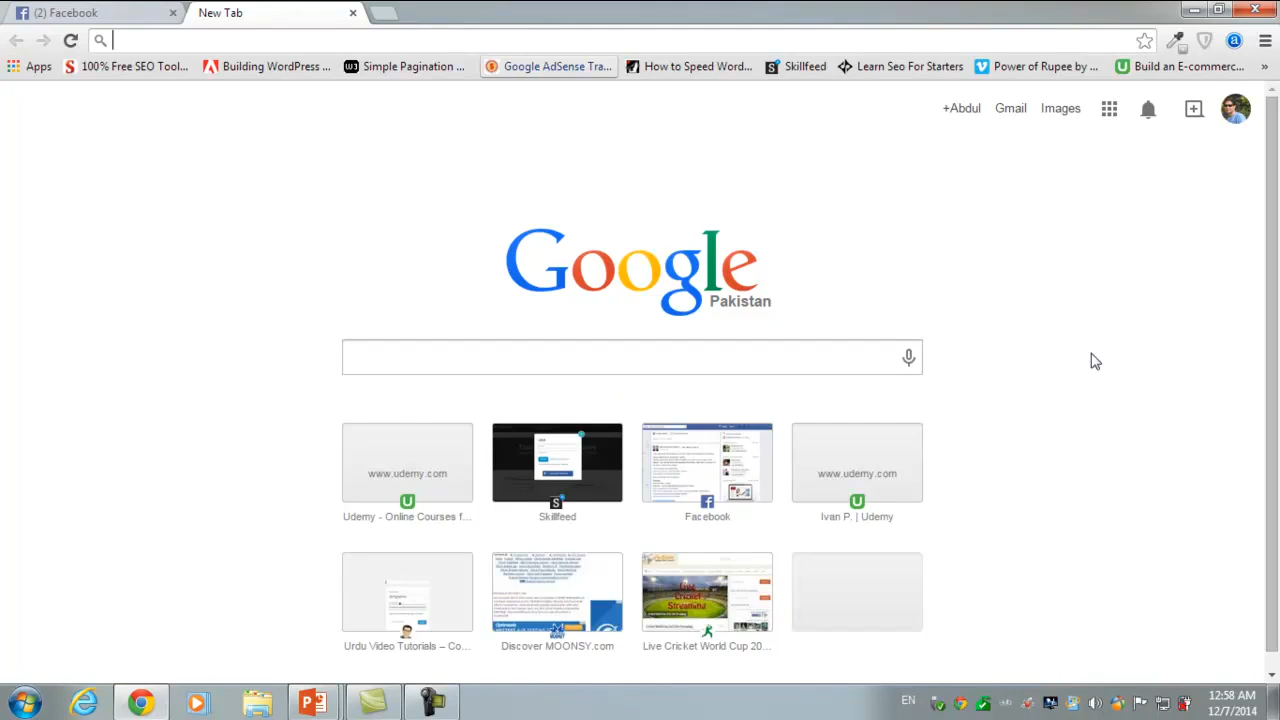 (2) Facebook
New Tab
Apps
100% Free SEO Tool...
Building WordPress ...
Simple Pagination ...
Google AdSense Tra...
How to Speed Word...
Skillfeed
Learn Seo For Starters
Power of Rupee by ...
Build an E-commerc...
»
+Abdul
Gmail
Images
Google
Pakistan
www.udemy.com
www.udemy.com
Udemy - Online Courses f...
Skillfeed
Facebook
Ivan P. | Udemy
Live Cricket
Streaming
Urdu Video Tutorials – Co...
Discover MOONSY.com
Live Cricket World Cup 20...
EN
12:58 AM
12/7/2014